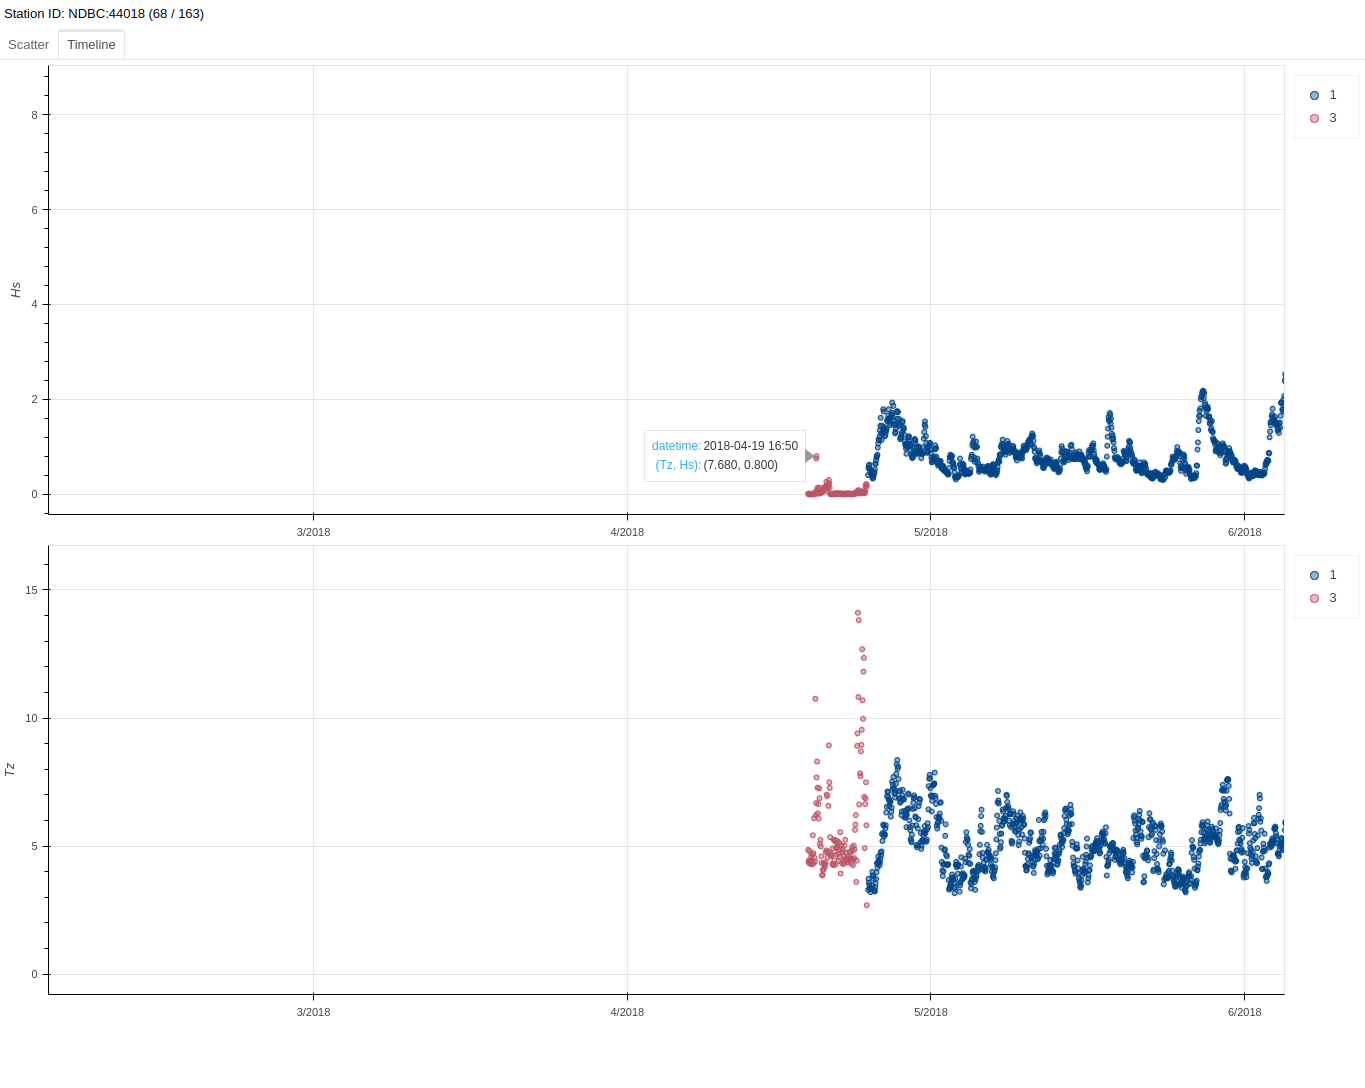 Station ID: NDBC:44018 (68 / 163)
Scatter Timeline
8
6
4
2
0
Hs
datetime: 2018-04-19 16:50
(Tz, Hs): (7.680, 0.800)
1
3
3/2018 4/2018 5/2018 6/2018
15
10
5
0
Tz
1
3
3/2018 4/2018 5/2018 6/2018